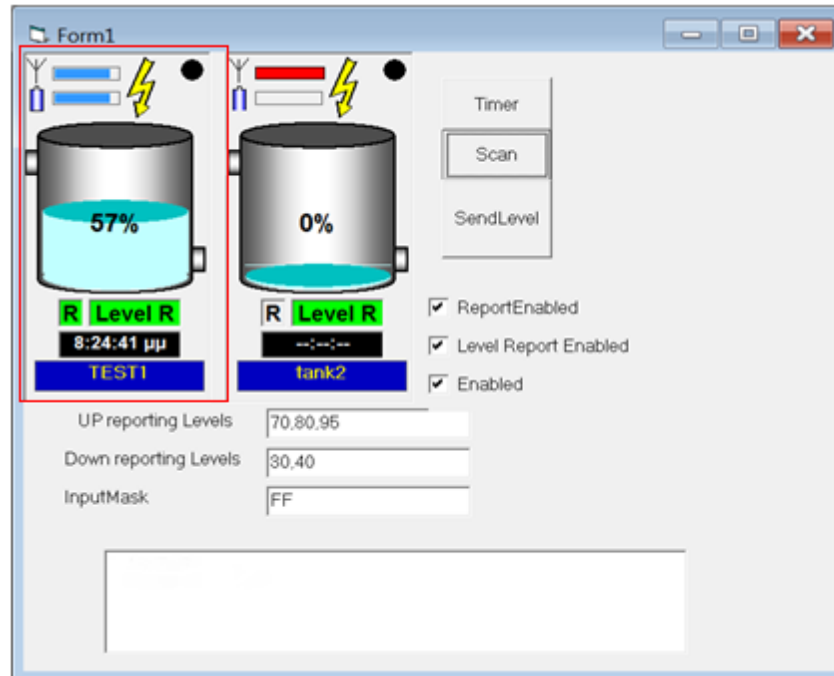 Form1
57%
R Level R
8:24:41 μμ
TEST1
0%
R Level R
--:--:--
tank2
Timer
Scan
SendLevel
ReportEnabled
Level Report Enabled
Enabled
UP reporting Levels 70,80,95
Down reporting Levels 30,40
InputMask FF